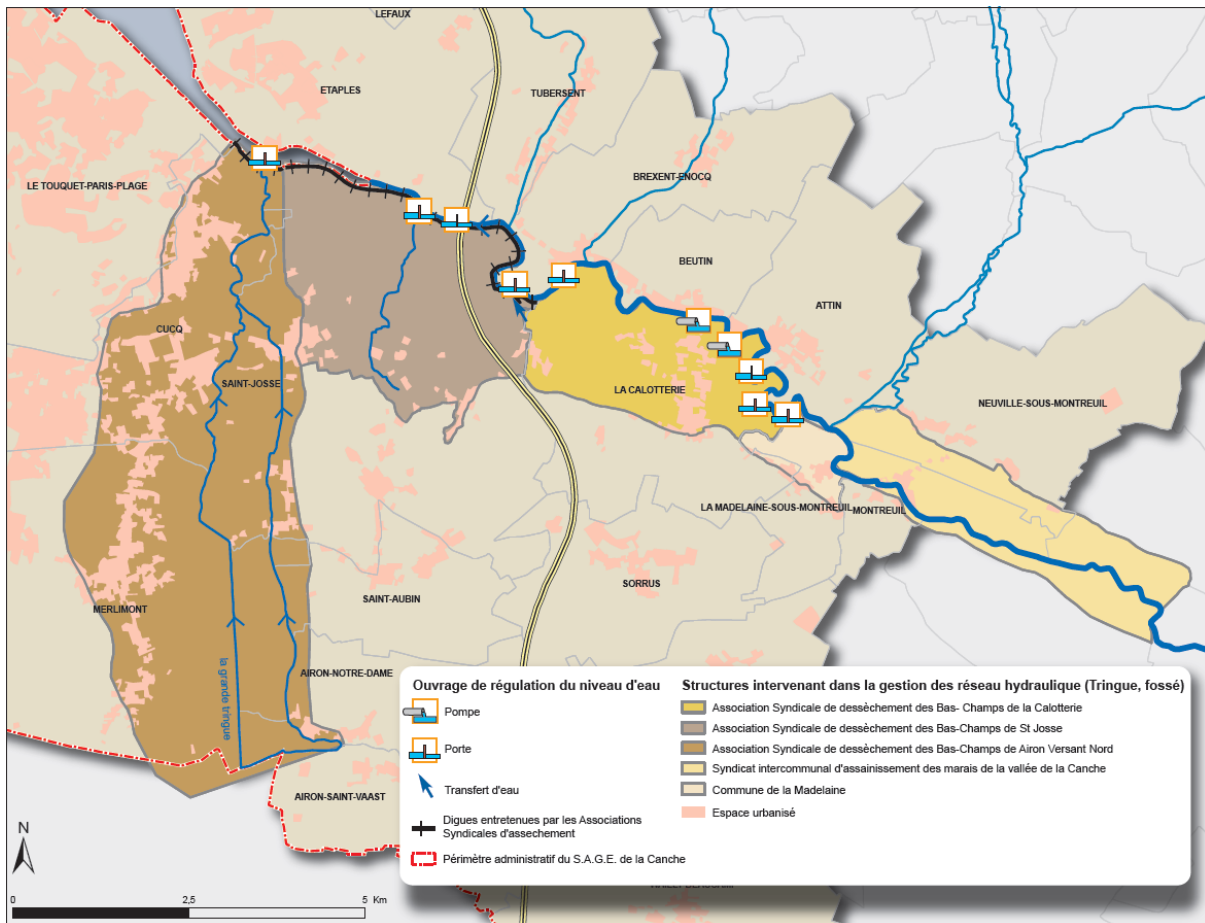 LEFAUX
ETAPLES
TUBERSENT
LE TOUQUET-PARIS-PLAGE
BREXENT-ENOCQ
BEUTIN
ATTIN
CUCQ
SAINT-JOSSE
LA CALOTTERIE
NEUVILLE-SOUS-MONTREUIL
LA MADELAINE-SOUS-MONTREUIL
MONTREUIL
SORRUS
SAINT-AUBIN
MERLIMONT
AIRON-NOTRE-DAME
la grande tringue
AIRON-SAINT-VAAST
Ouvrage de régulation du niveau d'eau
Pompe
Porte
Transfert d'eau
Digues entretenues par les Associations
Syndicales d'assechement
Périmètre administratif du S.A.G.E. de la Canche
Structures intervenant dans la gestion des réseau hydraulique (Tringue, fossé)
Association Syndicale de dessèchement des Bas- Champs de la Calotterie
Association Syndicale de dessèchement des Bas-Champs de St Josse
Association Syndicale de dessèchement des Bas-Champs de Airon Versant Nord
Syndicat intercommunal d'assainissement des marais de la vallée de la Canche
Commune de la Madelaine
Espace urbanisé
N
0 2,5 5 Km